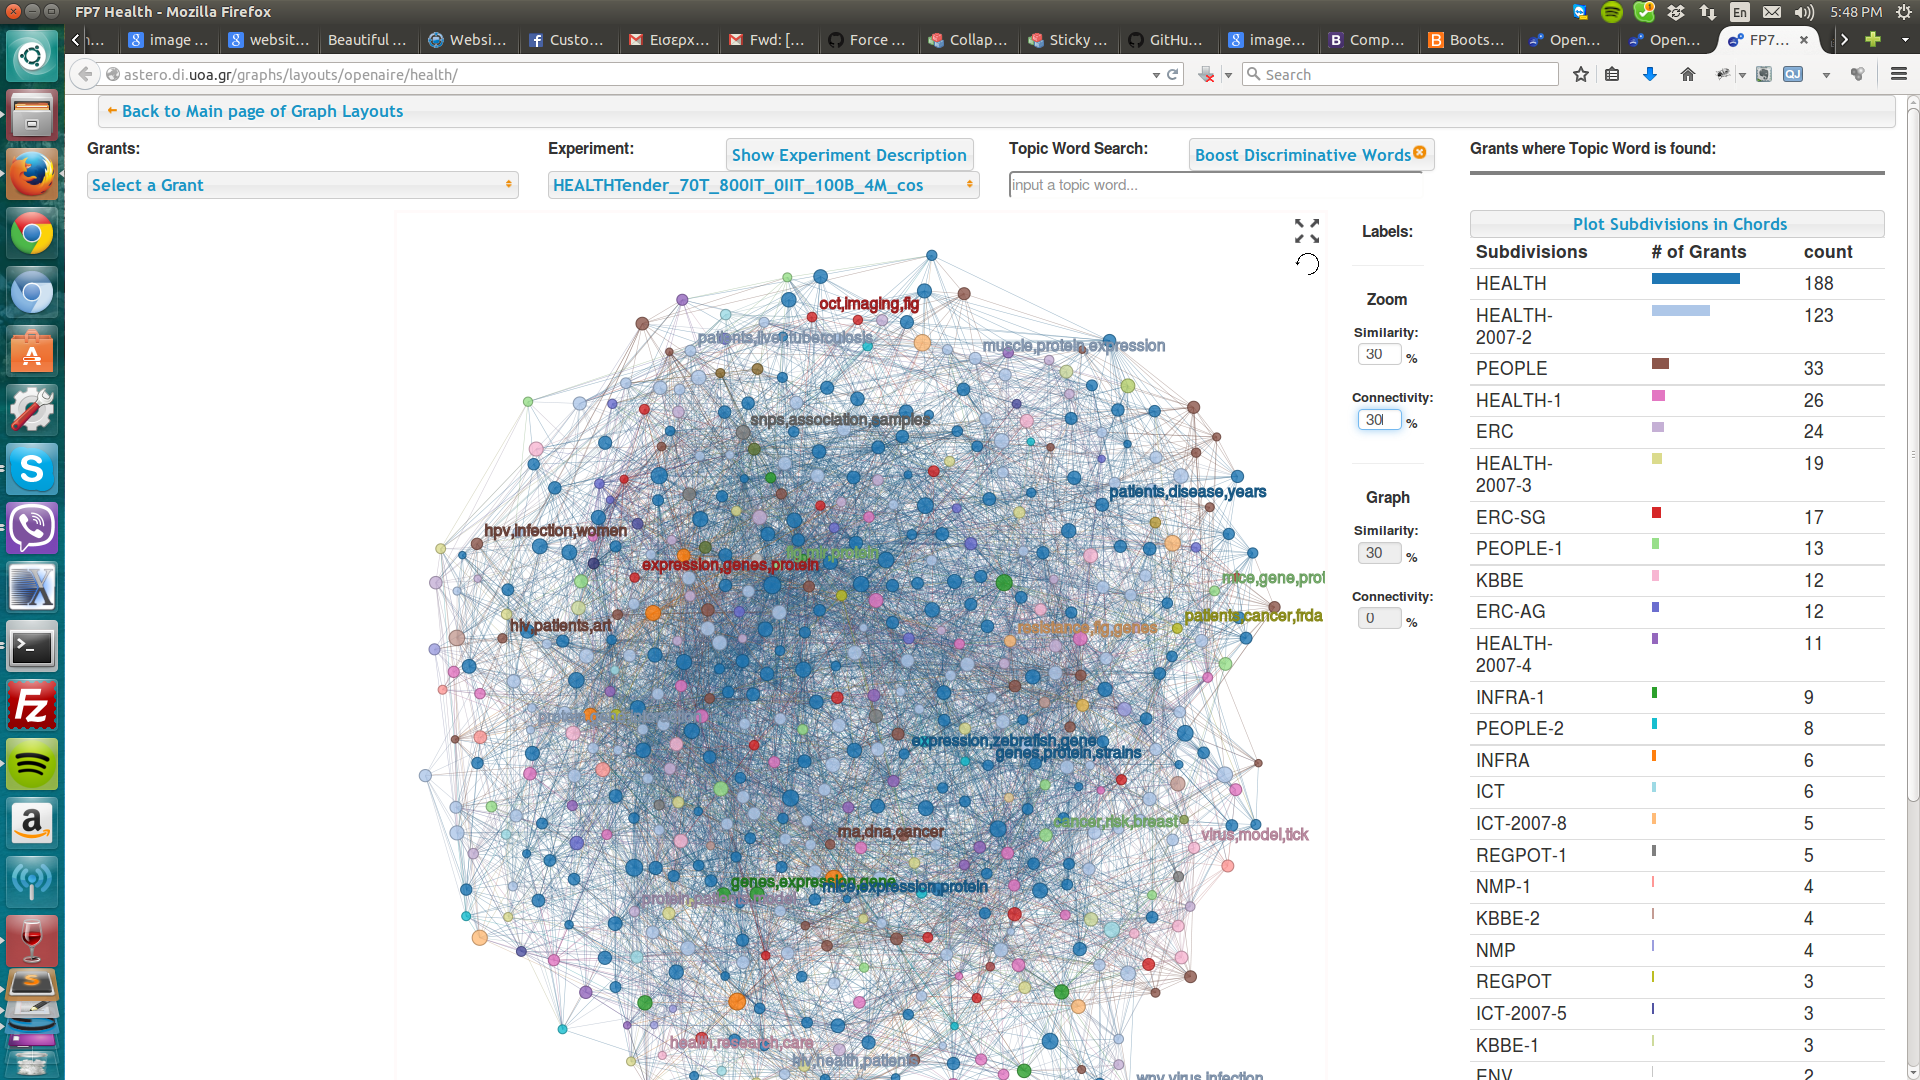 FP7 Health - Mozilla Firefox
En
5:48 PM
image ...
websit...
Beautiful ...
Websi...
Custo...
Εισερχ...
Fwd: [...
Force ...
Collap...
Sticky ...
GitHu...
image...
Comp...
Boots...
Open...
Open...
FP7...
astero.di.uoa.gr/graphs/layouts/openaire/health/
Search
Back to Main page of Graph Layouts
Grants:
Select a Grant
Experiment:
Show Experiment Description
HEALTHTender_70T_800IT_0IIT_100B_4M_cos
Topic Word Search:
Boost Discriminative Words
input a topic word...
Grants where Topic Word is found:
Labels:
Zoom
Similarity:
30 %
Connectivity:
30 %
Graph
Similarity:
30 %
Connectivity:
0 %
Plot Subdivisions in Chords
Subdivisions # of Grants count
HEALTH 188
HEALTH-
2007-2 123
PEOPLE 33
HEALTH-1 26
ERC 24
HEALTH-
2007-3 19
ERC-SG 17
PEOPLE-1 13
KBBE 12
ERC-AG 12
HEALTH-
2007-4 11
INFRA-1 9
PEOPLE-2 8
INFRA 6
ICT 6
ICT-2007-8 5
REGPOT-1 5
NMP-1 4
KBBE-2 4
NMP 4
REGPOT 3
ICT-2007-5 3
KBBE-1 3
ENV 2
oct,imaging,fig
patients,liver,tuberculosis
muscle,protein,expression
snps,association,samples
patients,disease,years
hpv,infection,women
fig,mir,protein
expression,genes,protein
mice,gene,prot
patients,cancer,frda
hiv,patients,art
resistance,fig,genes
expression,zebrafish,gene
genes,protein,strains
cancer,risk,breast
rna,dna,cancer
virus,model,tick
genes,expression,gene
mice,expression,protein
protein,patients,model
health,research,care
hiv,health,patients
wnv,virus,infection